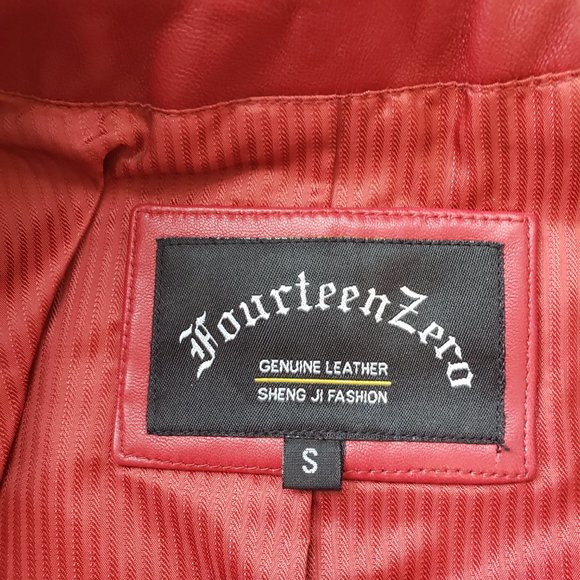 FourteenZero
GENUINE LEATHER
SHENG JI FASHION
S